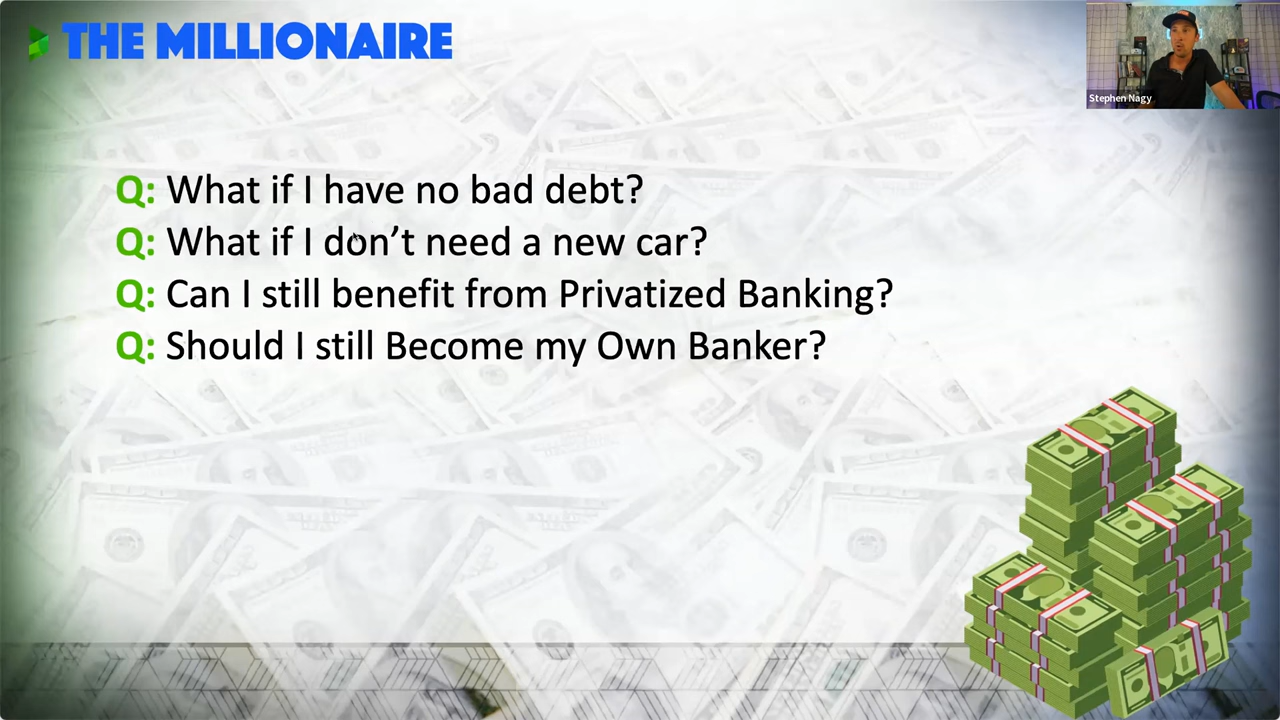 THE MILLIONAIRE
Stephen Nagy
Q: What if I have no bad debt?
Q: What if I don’t need a new car?
Q: Can I still benefit from Privatized Banking?
Q: Should I still Become my Own Banker?